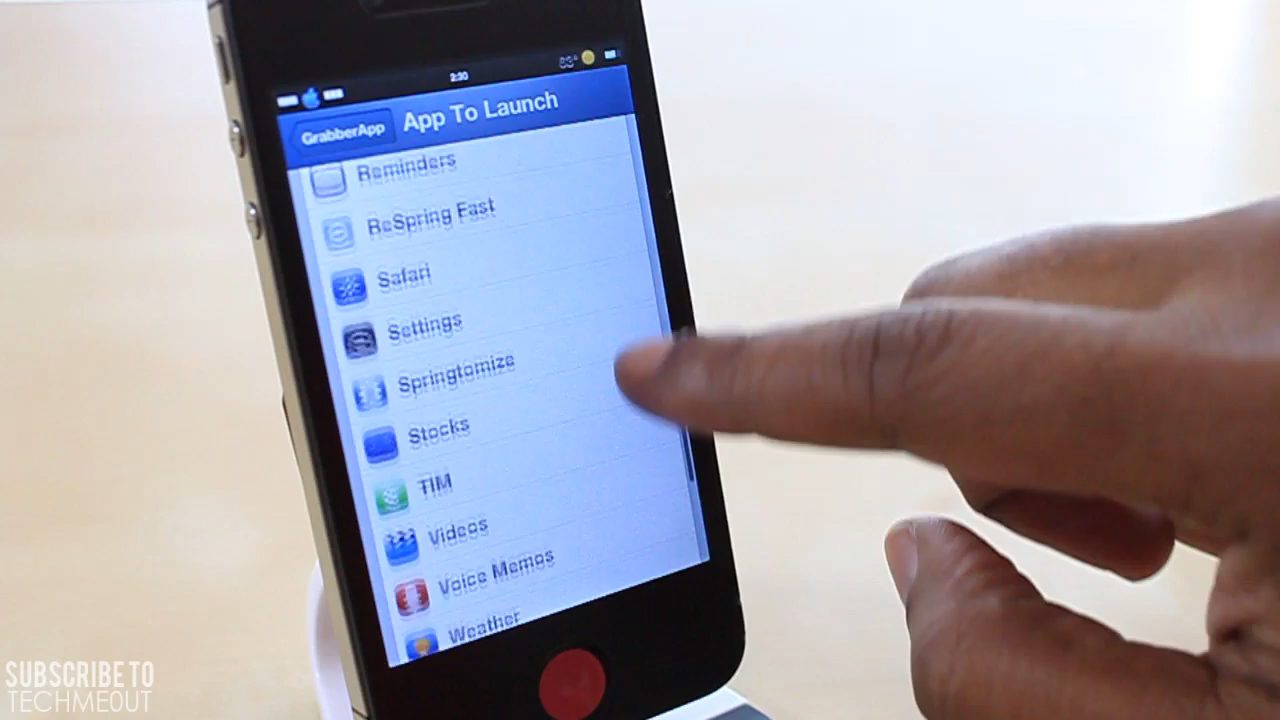 2:30
63°
GrabberApp
App To Launch
Reminders
ReSpring Fast
Safari
Settings
Springtomize
Stocks
TIM
Videos
Voice Memos
Weather
SUBSCRIBE TO
TECHMEOUT